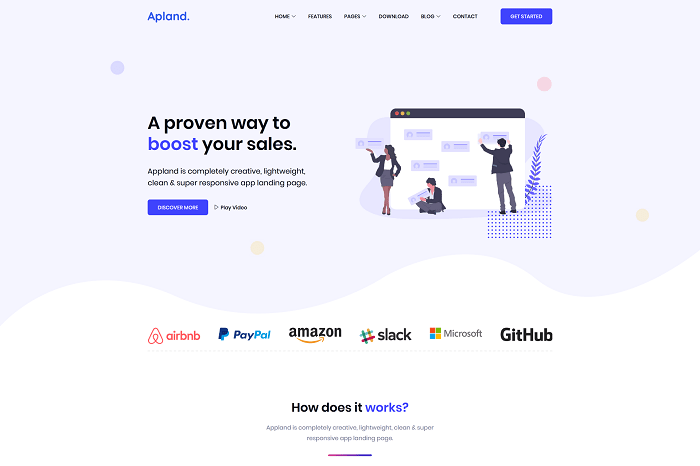 Apland.
HOME FEATURES PAGES DOWNLOAD BLOG CONTACT GET STARTED
A proven way to
boost your sales.
Appland is completely creative, lightweight,
clean & super responsive app landing page.
DISCOVER MORE Play Video
airbnb PayPal amazon slack Microsoft GitHub
How does it works?
Appland is completely creative, lightweight, clean & super
responsive app landing page.